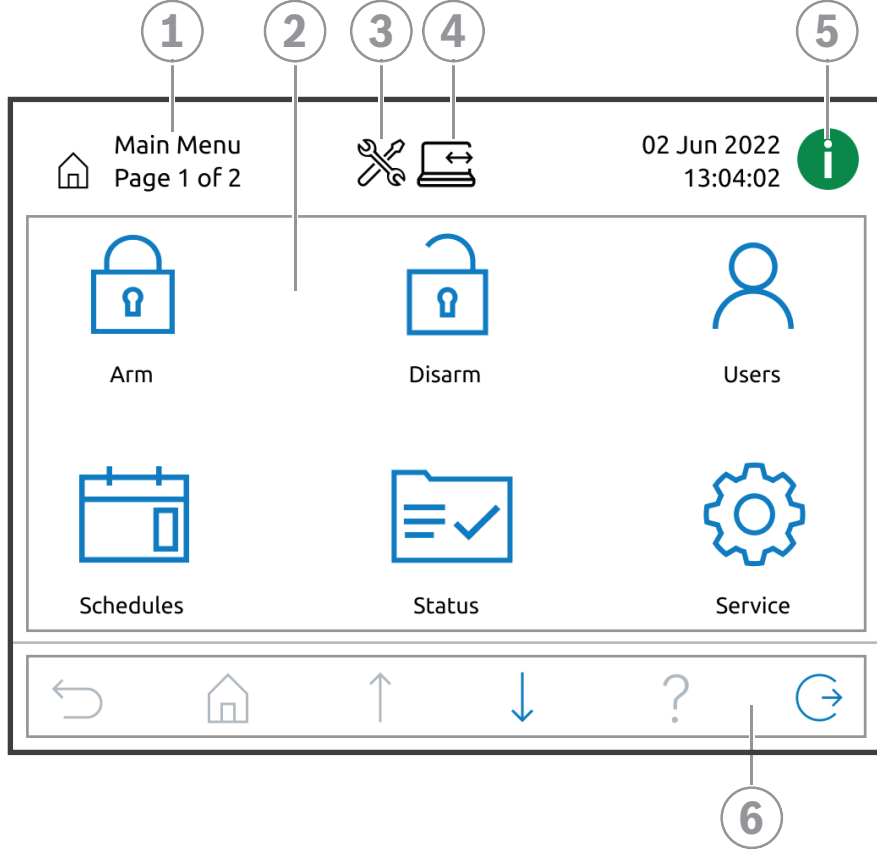 1 2 3 4 5
Main Menu
Page 1 of 2
02 Jun 2022
13:04:02
i
Arm Disarm Users
Schedules Status Service
?
6